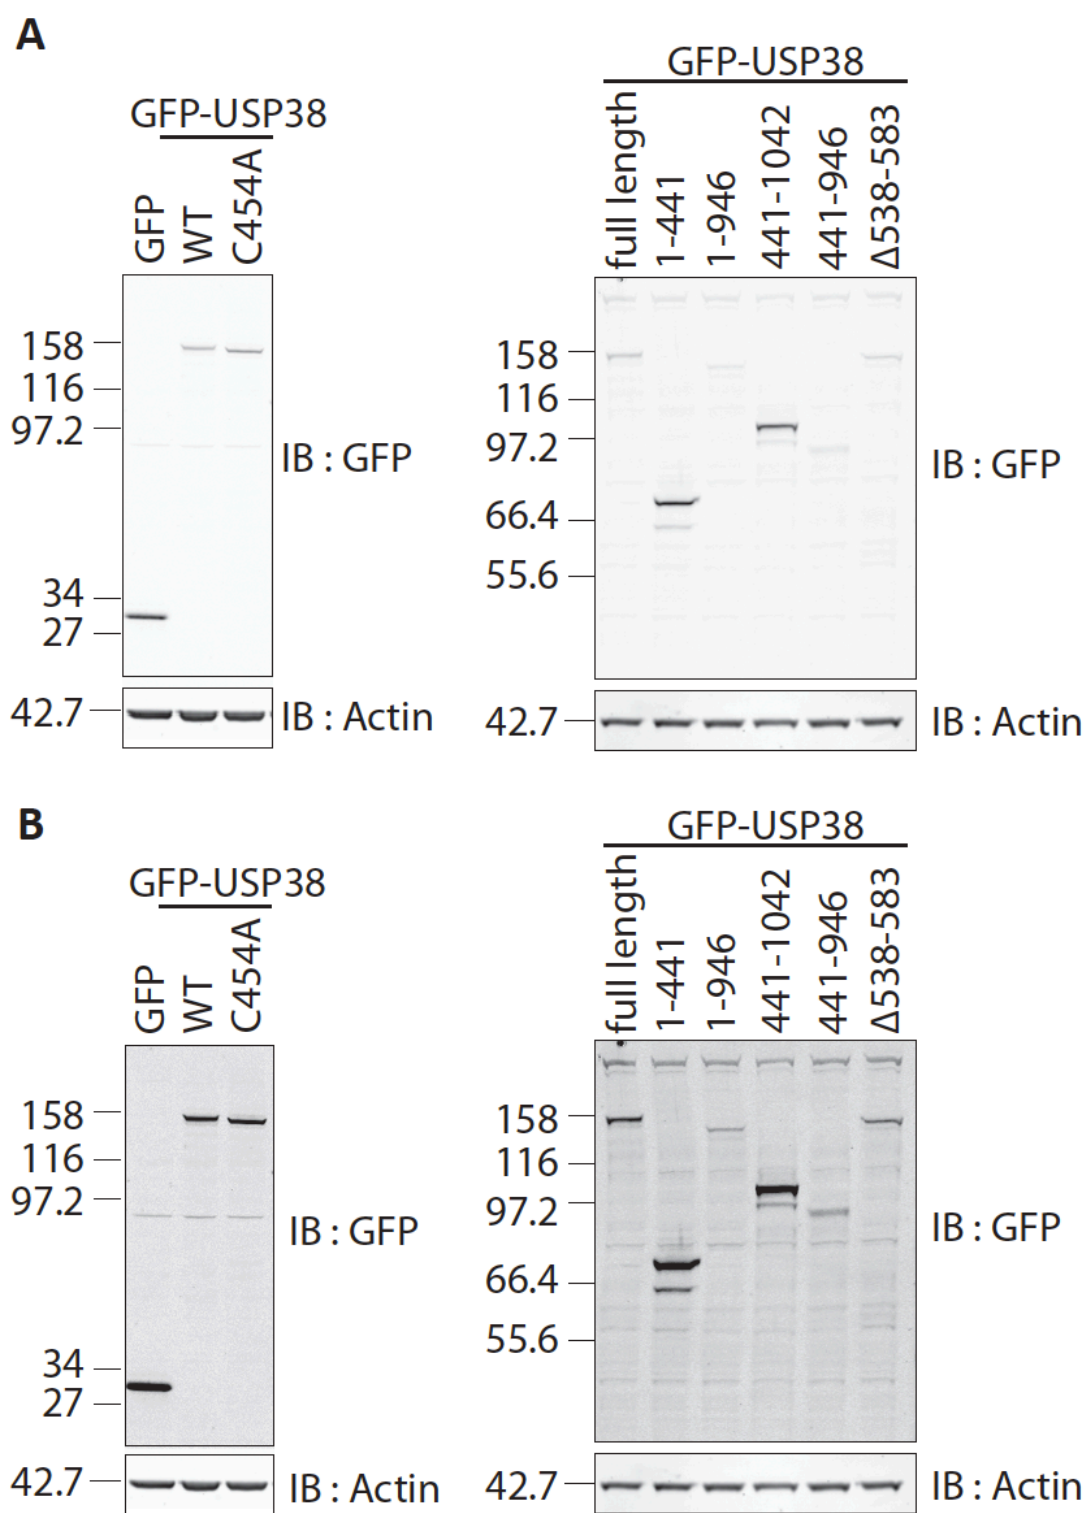 A
GFP-USP38
GFP
WT
C454A
158
116
97.2
34
27
IB : GFP
42.7
IB : Actin
GFP-USP38
full length
1-441
1-946
441-1042
441-946
Δ538-583
158
116
97.2
66.4
55.6
IB : GFP
42.7
IB : Actin
B
GFP-USP38
GFP
WT
C454A
158
116
97.2
34
27
IB : GFP
42.7
IB : Actin
GFP-USP38
full length
1-441
1-946
441-1042
441-946
Δ538-583
158
116
97.2
66.4
55.6
IB : GFP
42.7
IB : Actin